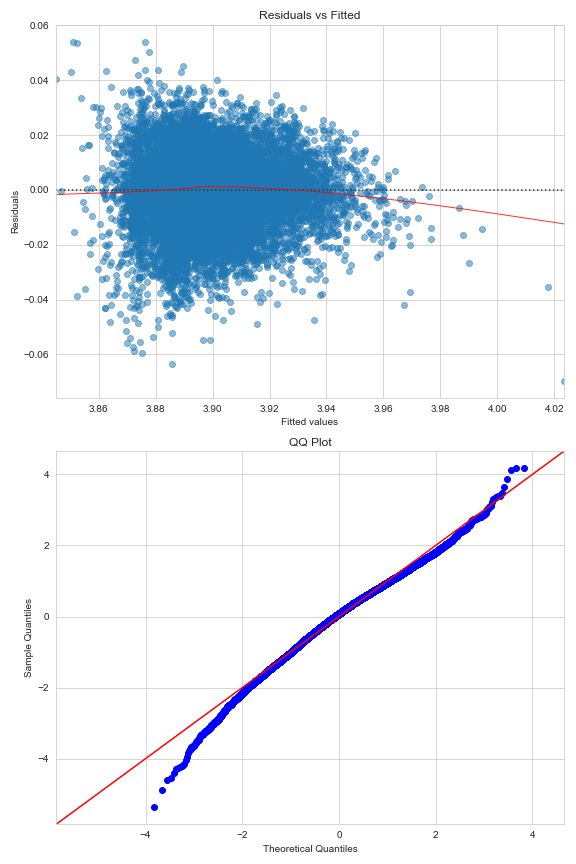 Residuals vs Fitted
0.06
0.04
0.02
0.00
−0.02
−0.04
−0.06
Residuals
3.86 3.88 3.90 3.92 3.94 3.96 3.98 4.00 4.02
Fitted values
QQ Plot
4
2
0
−2
−4
Sample Quantiles
−4 −2 0 2 4
Theoretical Quantiles